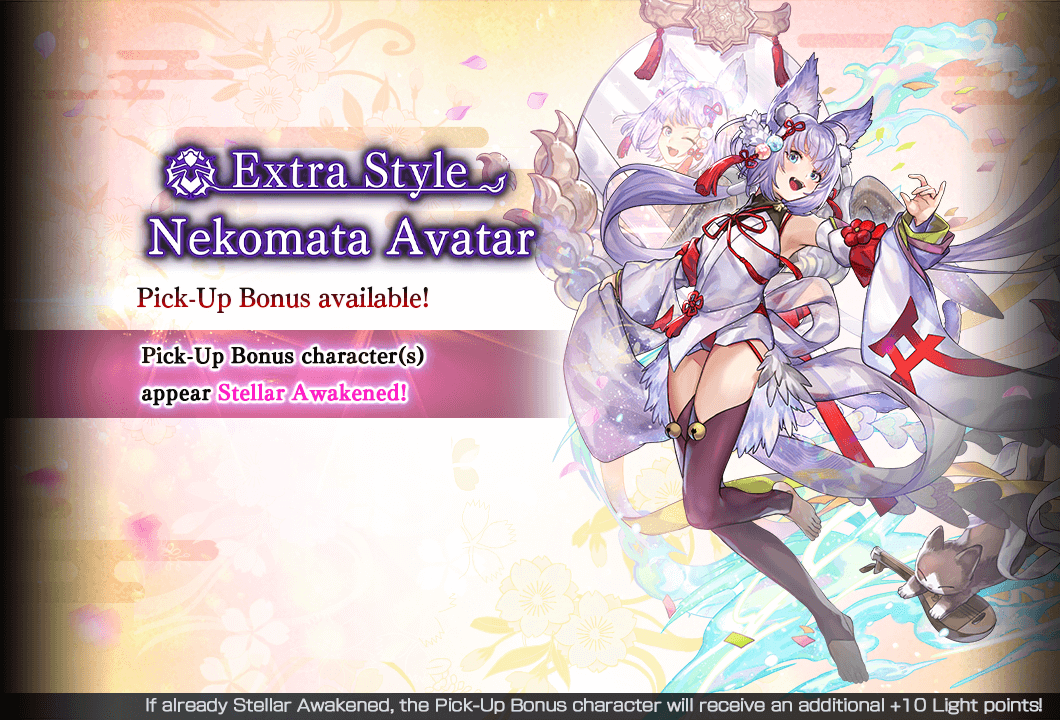 Extra Style
Nekomata Avatar
Pick-Up Bonus available!
Pick-Up Bonus character(s)
appear Stellar Awakened!
If already Stellar Awakened, the Pick-Up Bonus character will receive an additional +10 Light points!